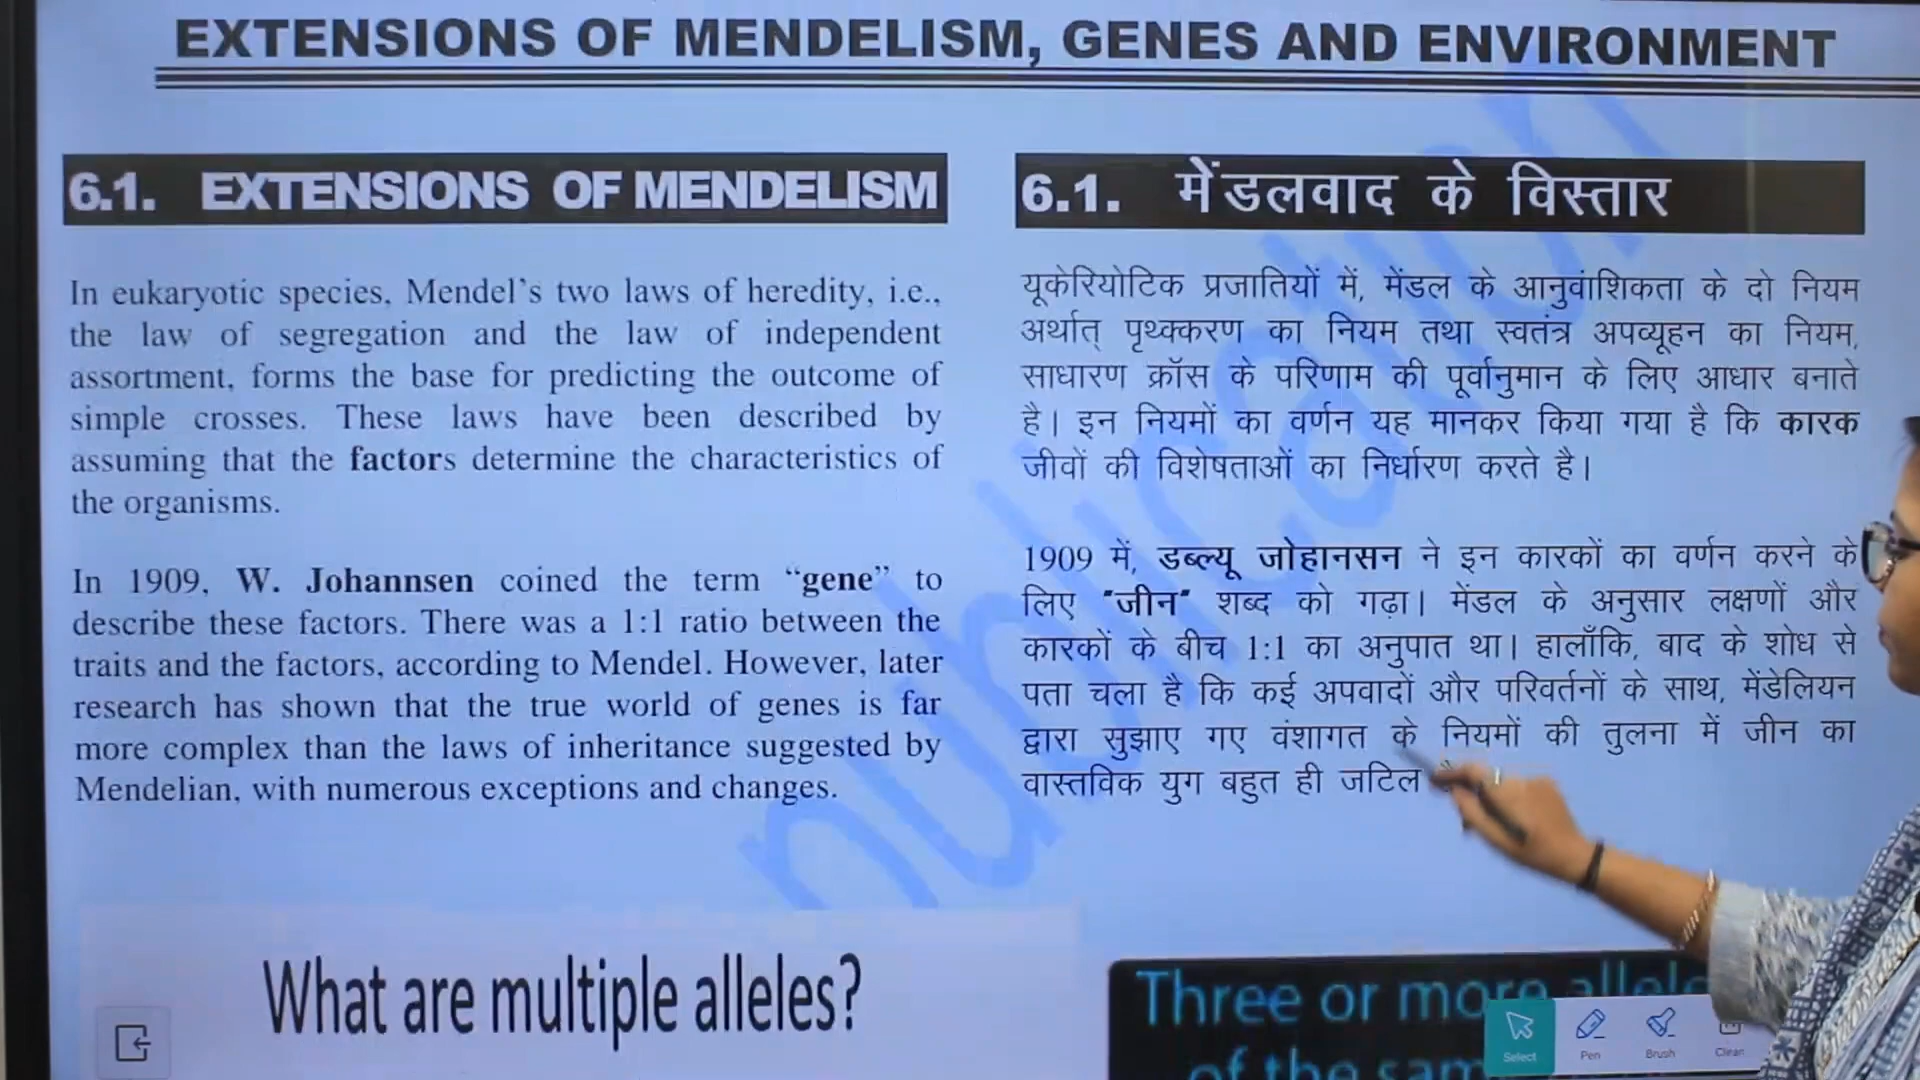 EXTENSIONS OF MENDELISM, GENES AND ENVIRONMENT
6.1. EXTENSIONS OF MENDELISM
In eukaryotic species, Mendel's two laws of heredity, i.e.,
the law of segregation and the law of independent
assortment, forms the base for predicting the outcome of
simple crosses. These laws have been described by
assuming that the factors determine the characteristics of
the organisms.
In 1909, W. Johannsen coined the term “gene” to
describe these factors. There was a 1:1 ratio between the
traits and the factors, according to Mendel. However, later
research has shown that the true world of genes is far
more complex than the laws of inheritance suggested by
Mendelian, with numerous exceptions and changes.
6.1. मेंडलवाद के विस्तार
यूकेरियोटिक प्रजातियों में, मेंडल के आनुवांशिकता के दो नियम
अर्थात् पृथ्क्करण का नियम तथा स्वतंत्र अपव्यूहन का नियम,
साधारण क्रॉस के परिणाम की पूर्वानुमान के लिए आधार बनाते
है। इन नियमों का वर्णन यह मानकर किया गया है कि कारक
जीवों की विशेषताओं का निर्धारण करते है।
1909 में, डब्ल्यू जोहानसन ने इन कारकों का वर्णन करने के
लिए "जीन" शब्द को गढ़ा। मेंडल के अनुसार लक्षणों और
कारकों के बीच 1:1 का अनुपात था। हालाँकि, बाद के शोध से
पता चला है कि कई अपवादों और परिवर्तनों के साथ, मेंडेलियन
द्वारा सुझाए गए वंशागत के नियमों की तुलना में जीन का
वास्तविक युग बहुत ही जटिल
publication
What are multiple alleles?
Three or more
of the
Select Pen Brush Clean